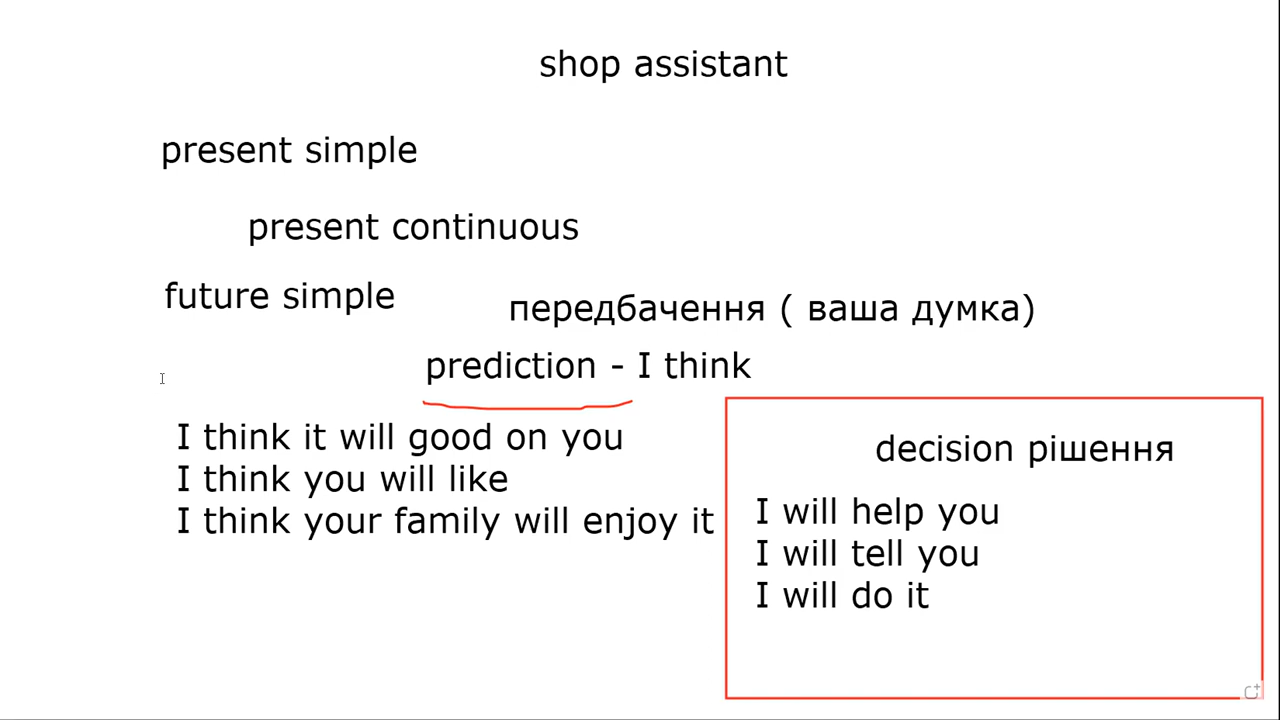 shop assistant
present simple
present continuous
future simple
передбачення ( ваша думка)
prediction - I think
I think it will good on you
I think you will like
I think your family will enjoy it
decision рішення
I will help you
I will tell you
I will do it